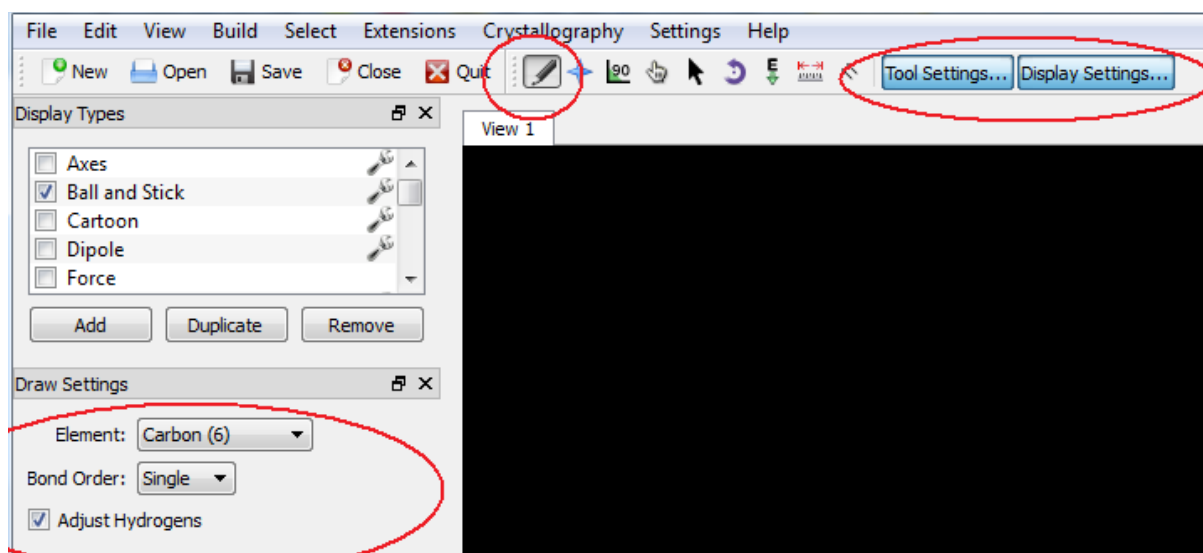 File Edit View Build Select Extensions Crystallography Settings Help
New Open Save Close Quit 90 E Tool Settings... Display Settings...
Display Types
View 1
Axes
Ball and Stick
Cartoon
Dipole
Force
Add Duplicate Remove
Draw Settings
Element: Carbon (6)
Bond Order: Single
Adjust Hydrogens